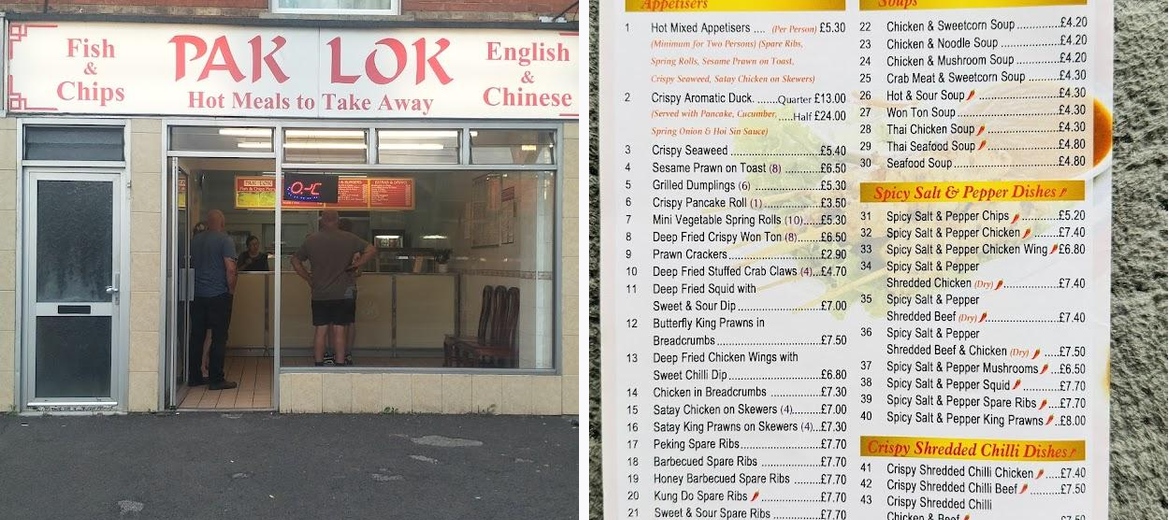 Fish
&
Chips
PAK LOK
Hot Meals to Take Away
English
&
Chinese
PAK LOK
Appetisers
1 Hot Mixed Appetisers .... (Per Person) £5.30
(Minimum for Two Persons) (Spare Ribs,
Spring Rolls, Sesame Prawn on Toast,
Crispy Seaweed, Satay Chicken on Skewers)
2 Crispy Aromatic Duck. ......Quarter £13.00
(Served with Pancake, Cucumber, .....Half £24.00
Spring Onion & Hoi Sin Sauce)
3 Crispy Seaweed ........................£5.40
4 Sesame Prawn on Toast (8) ..........£6.50
5 Grilled Dumplings (6) ..................£5.30
6 Crispy Pancake Roll (1) ...............£3.50
7 Mini Vegetable Spring Rolls (10)....£5.30
8 Deep Fried Crispy Won Ton (8)......£6.50
9 Prawn Crackers .........................£2.90
10 Deep Fried Stuffed Crab Claws (4)...£4.70
11 Deep Fried Squid with
Sweet & Sour Dip.......................£7.00
12 Butterfly King Prawns in
Breadcrumbs............................£7.50
13 Deep Fried Chicken Wings with
Sweet Chilli Dip ........................£6.80
14 Chicken in Breadcrumbs .............£7.30
15 Satay Chicken on Skewers (4)......£7.00
16 Satay King Prawns on Skewers (4)...£7.30
17 Peking Spare Ribs.....................£7.70
18 Barbecued Spare Ribs ...............£7.70
19 Honey Barbecued Spare Ribs .......£7.70
20 Kung Do Spare Ribs ..................£7.70
21 Sweet & Sour Spare Ribs ............£7.70
Soups
22 Chicken & Sweetcorn Soup ..........£4.20
23 Chicken & Noodle Soup ..............£4.20
24 Chicken & Mushroom Soup ..........£4.20
25 Crab Meat & Sweetcorn Soup .......£4.30
26 Hot & Sour Soup .......................£4.30
27 Won Ton Soup..........................£4.30
28 Thai Chicken Soup ....................£4.30
29 Thai Seafood Soup ....................£4.80
30 Seafood Soup...........................£4.80
Spicy Salt & Pepper Dishes
31 Spicy Salt & Pepper Chips ...........£5.20
32 Spicy Salt & Pepper Chicken ........£7.40
33 Spicy Salt & Pepper Chicken Wing £6.80
34 Spicy Salt & Pepper
Shredded Chicken (Dry) ..............£7.40
35 Spicy Salt & Pepper
Shredded Beef (Dry)...................£7.40
36 Spicy Salt & Pepper
Shredded Beef & Chicken (Dry) .....£7.50
37 Spicy Salt & Pepper Mushrooms ...£6.50
38 Spicy Salt & Pepper Squid ..........£7.70
39 Spicy Salt & Pepper Spare Ribs ....£7.70
40 Spicy Salt & Pepper King Prawns ..£8.00
Crispy Shredded Chilli Dishes
41 Crispy Shredded Chilli Chicken .....£7.40
42 Crispy Shredded Chilli Beef .........£7.50
43 Crispy Shredded Chilli
Chicken & Beef ........................£7.50